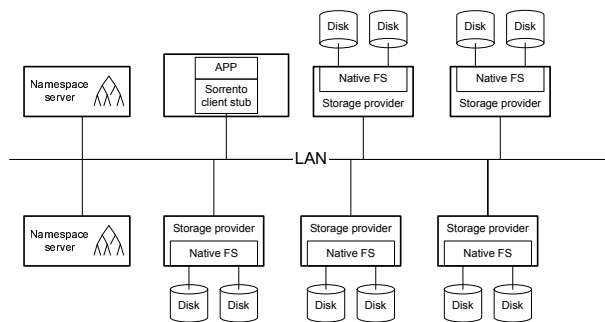 Disk
Disk
Disk
Disk
Namespace
server
APP
Sorrento
client stub
Native FS
Storage provider
Native FS
Storage provider
LAN
Namespace
server
Storage provider
Native FS
Storage provider
Native FS
Storage provider
Native FS
Disk
Disk
Disk
Disk
Disk
Disk